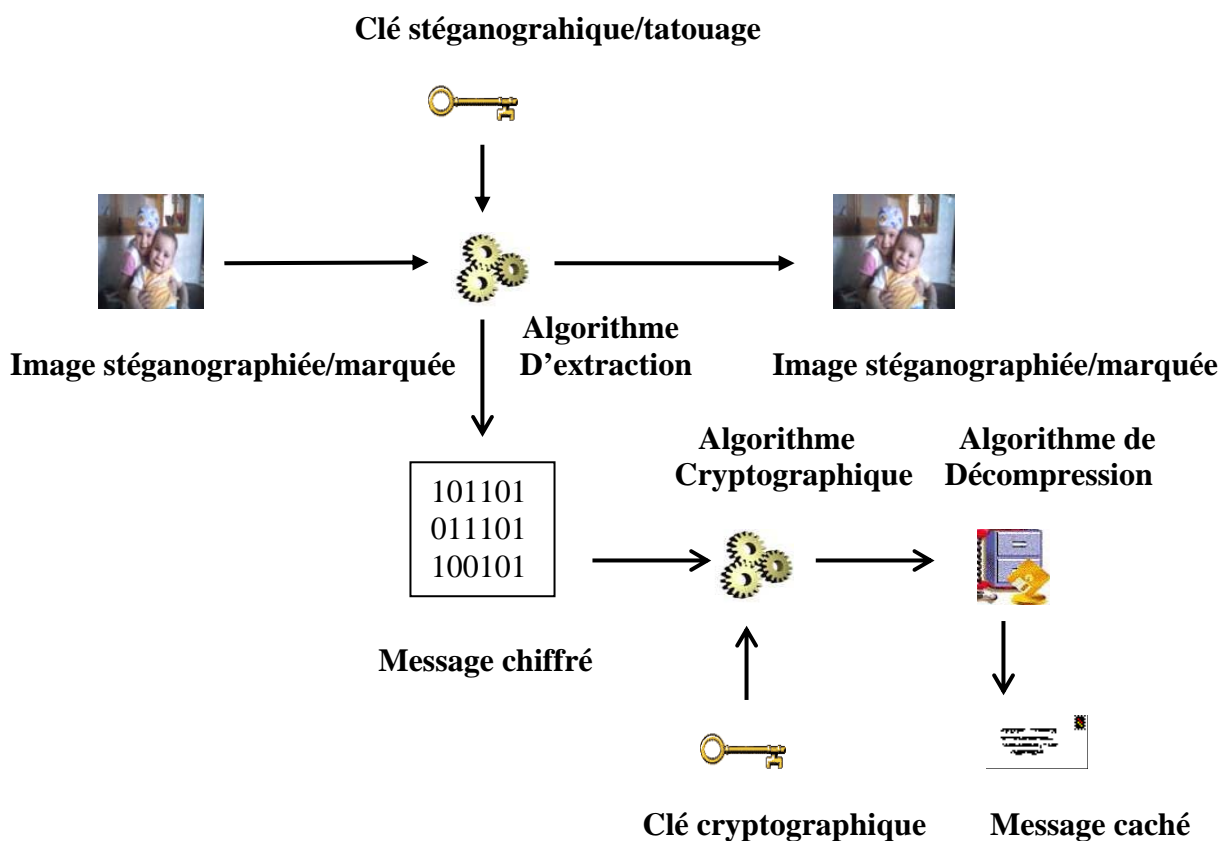 Clé stéganograhique/tatouage
Algorithme
D’extraction
Image stéganographiée/marquée
Image stéganographiée/marquée
101101
011101
100101
Message chiffré
Algorithme
Cryptographique
Algorithme de
Décompression
Clé cryptographique
Message caché